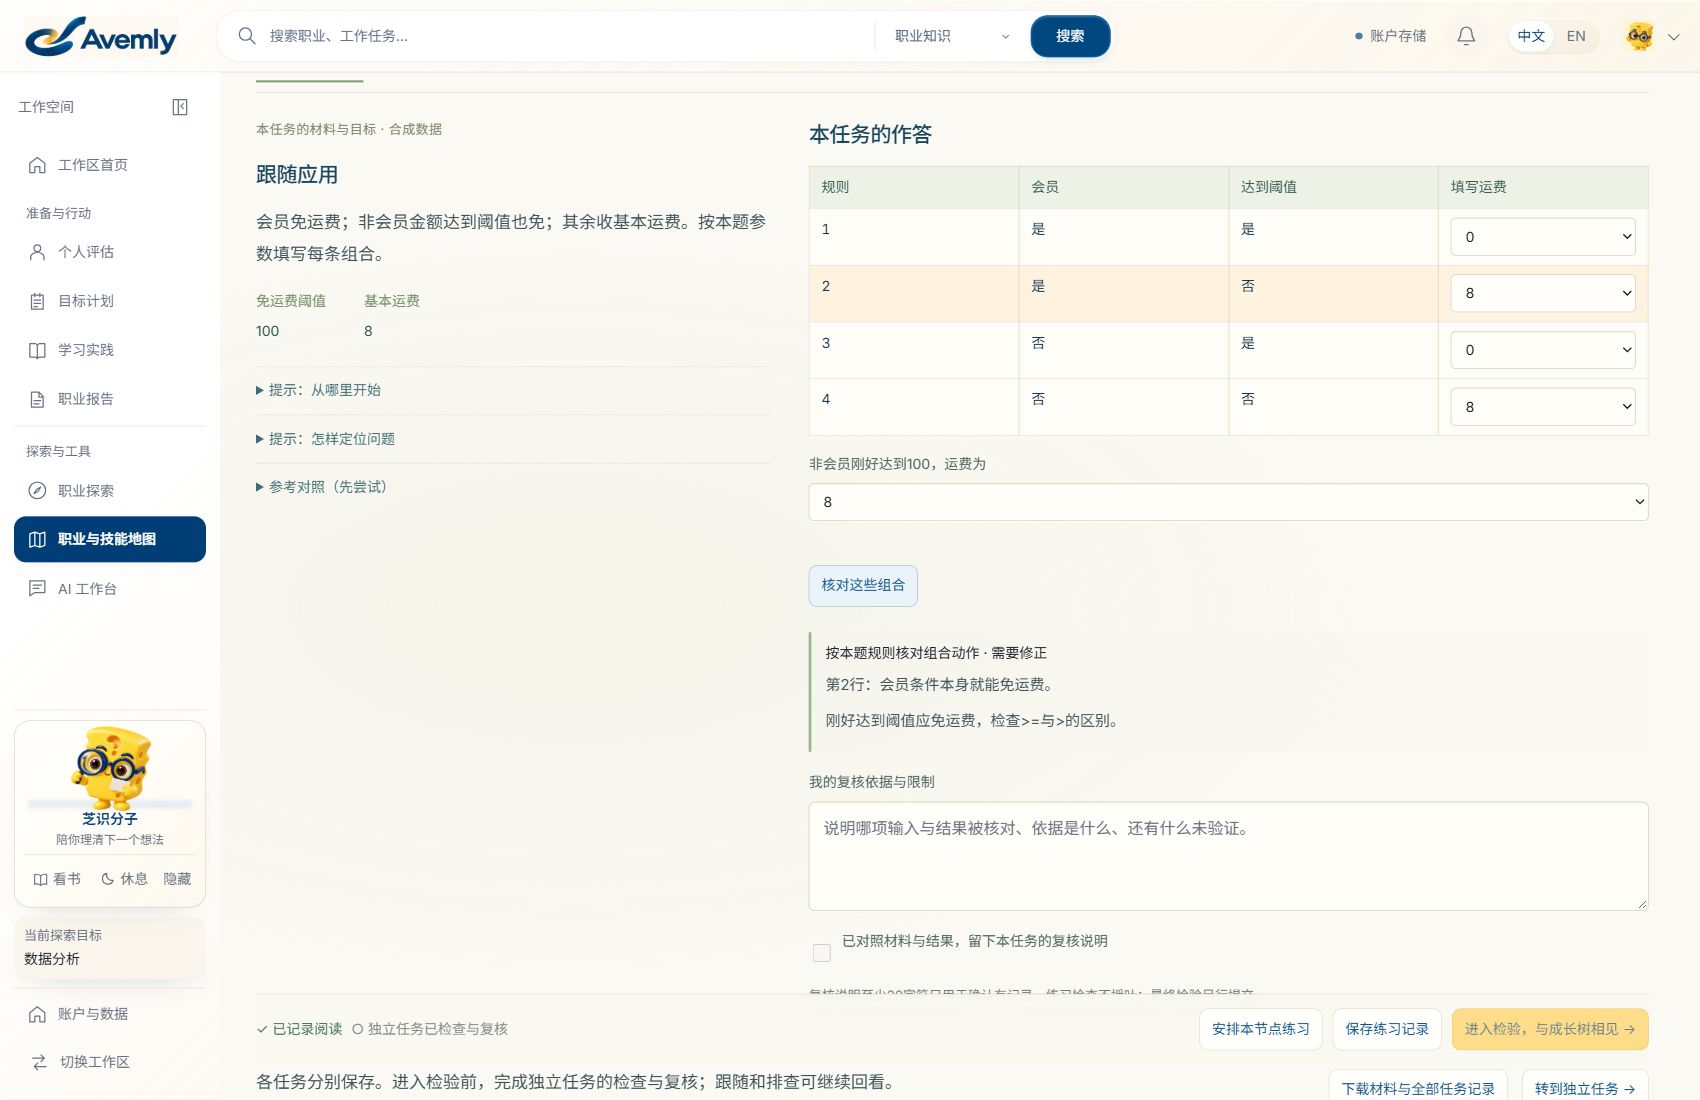 Avemly
搜索职业、工作任务...
职业知识
搜索
账户存储
中文
EN
工作空间
工作区首页
准备与行动
个人评估
目标计划
学习实践
职业报告
探索与工具
职业探索
职业与技能地图
AI 工作台
芝识分子
陪你理清下一个想法
看书
休息
隐藏
当前探索目标
数据分析
账户与数据
切换工作区
本任务的材料与目标 · 合成数据
跟随应用
会员免运费；非会员金额达到阈值也免；其余收基本运费。按本题参
数填写每条组合。
免运费阈值 基本运费
100 8
提示：从哪里开始
提示：怎样定位问题
参考对照（先尝试）
本任务的作答
规则 会员 达到阈值 填写运费
1 是 是 0
2 是 否 8
3 否 是 0
4 否 否 8
非会员刚好达到100，运费为
8
核对这些组合
按本题规则核对组合动作 · 需要修正
第2行：会员条件本身就能免运费。
刚好达到阈值应免运费，检查>=与>的区别。
我的复核依据与限制
说明哪项输入与结果被核对、依据是什么、还有什么未验证。
已对照材料与结果，留下本任务的复核说明
✓ 已记录阅读 ○ 独立任务已检查与复核
安排本节点练习
保存练习记录
进入检验，与成长树相见 →
各任务分别保存。进入检验前，完成独立任务的检查与复核；跟随和排查可继续回看。
下载材料与全部任务记录
转到独立任务 →